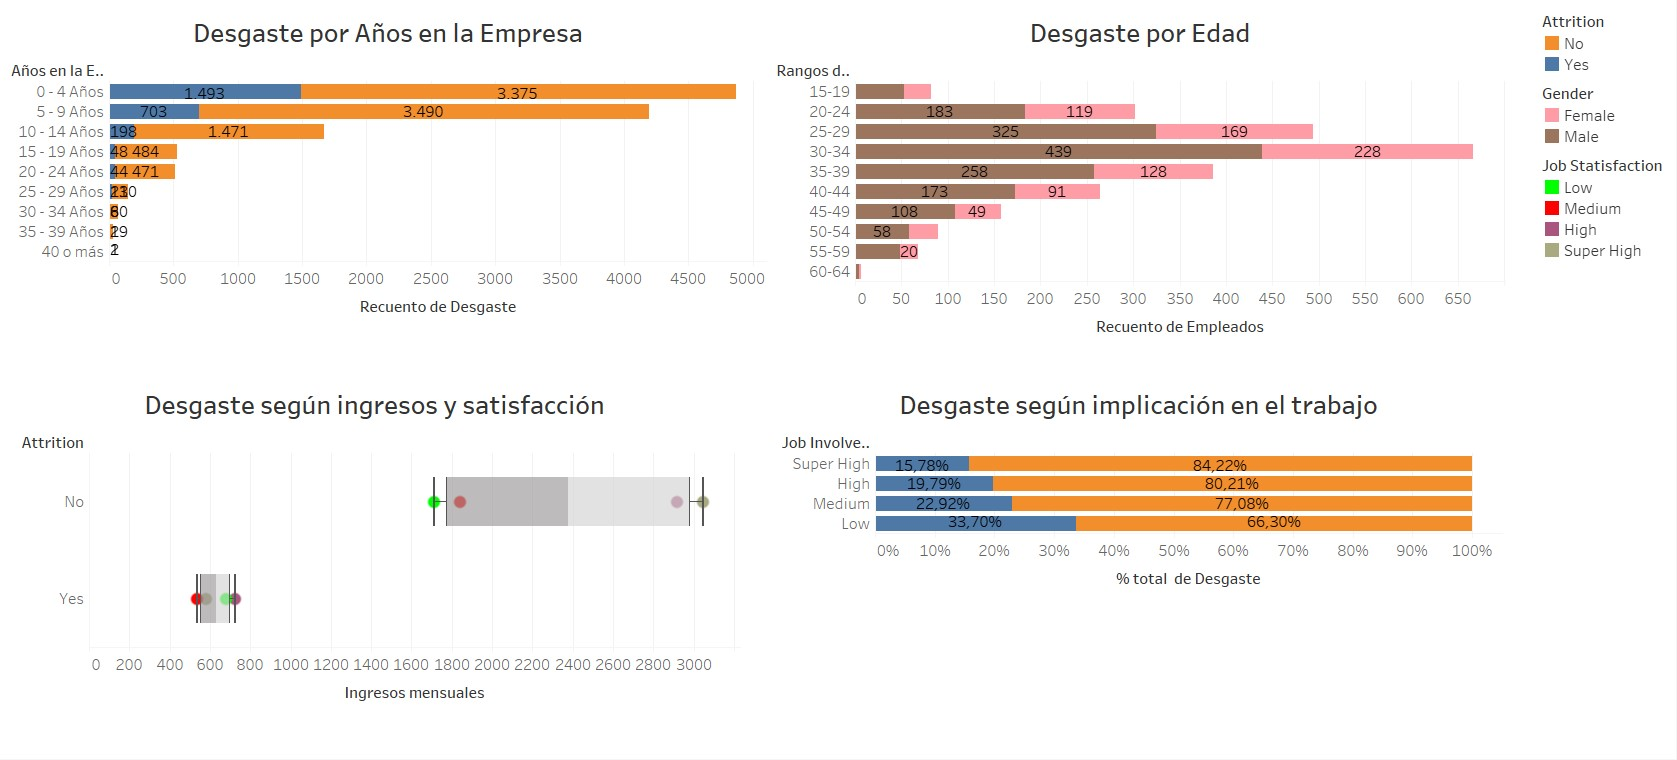 Desgaste por Años en la Empresa
Años en la E..
0 - 4 Años 1.493 3.375
5 - 9 Años 703 3.490
10 - 14 Años 198 1.471
15 - 19 Años 48 484
20 - 24 Años 44 471
25 - 29 Años
30 - 34 Años
35 - 39 Años
40 o más
0 500 1000 1500 2000 2500 3000 3500 4000 4500 5000
Recuento de Desgaste
Desgaste por Edad
Rangos d..
15-19
20-24 183 119
25-29 325 169
30-34 439 228
35-39 258 128
40-44 173 91
45-49 108 49
50-54 58
55-59 20
60-64
0 50 100 150 200 250 300 350 400 450 500 550 600 650
Recuento de Empleados
Attrition
No
Yes
Gender
Female
Male
Job Statisfaction
Low
Medium
High
Super High
Desgaste según ingresos y satisfacción
Attrition
No
Yes
0 200 400 600 800 1000 1200 1400 1600 1800 2000 2200 2400 2600 2800 3000
Ingresos mensuales
Desgaste según implicación en el trabajo
Job Involve..
Super High 15,78% 84,22%
High 19,79% 80,21%
Medium 22,92% 77,08%
Low 33,70% 66,30%
0% 10% 20% 30% 40% 50% 60% 70% 80% 90% 100%
% total de Desgaste